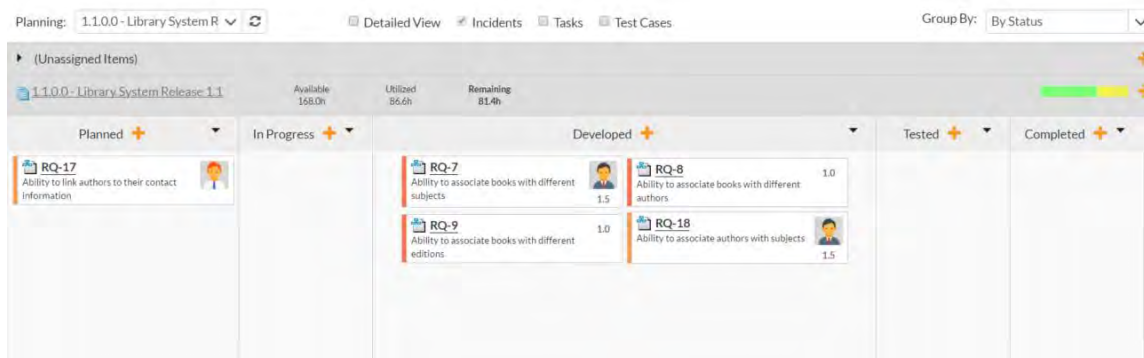 Planning: 1.1.0.0 - Library System R Detailed View Incidents Tasks Test Cases Group By: By Status
(Unassigned Items)
1.1.0.0 - Library System Release 1.1 Available Utilized Remaining
168.0h 86.6h 81.4h
Planned In Progress Developed Tested Completed
RQ-17
Ability to link authors to their contact
information
RQ-7
Ability to associate books with different
subjects 1.5
RQ-8 1.0
Ability to associate books with different
authors
RQ-9 1.0
Ability to associate books with different
editions
RQ-18
Ability to associate authors with subjects
1.5